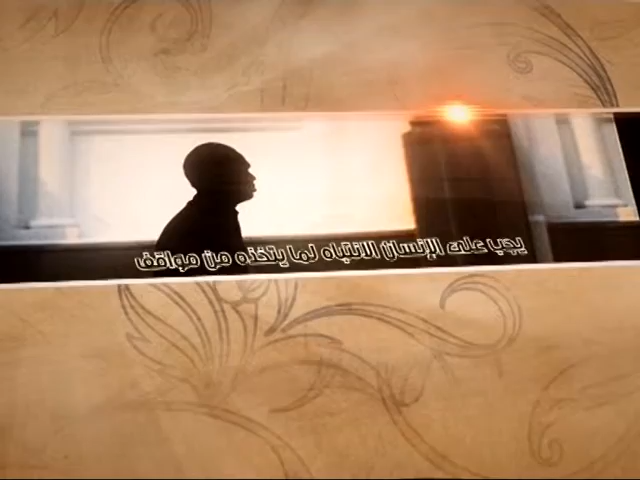 يجب على الإنسان الانتباه لما يتخذه من مواقف